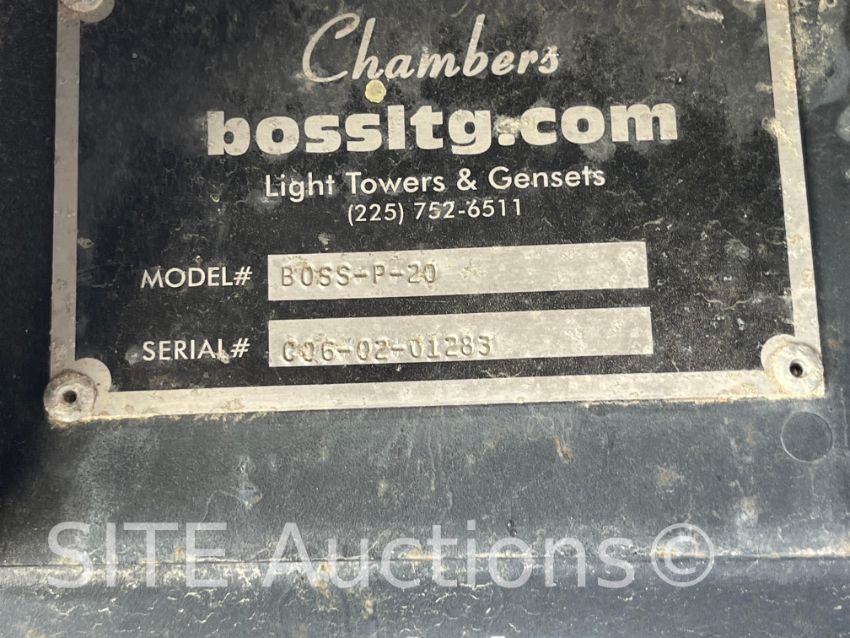 Chambers
bossltg.com
Light Towers & Gensets
(225) 752-6511
MODEL# BOSS-P-20
SERIAL# C06-02-01283
SITE Auctions©